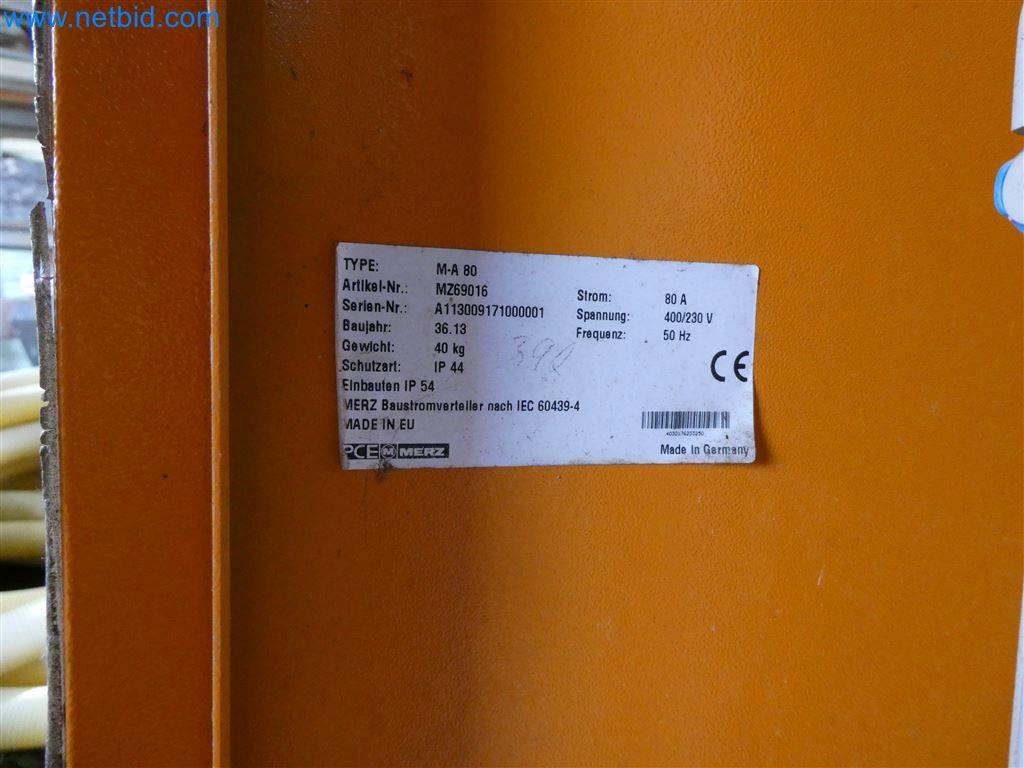 www.netbid.com
TYPE: M-A 80
Artikel-Nr.: MZ69016
Serien-Nr.: A113009171000001
Baujahr: 36.13
Gewicht: 40 kg
Schutzart: IP 44
Einbauten IP 54
MERZ Baustromverteiler nach IEC 60439-4
MADE IN EU
PCE M MERZ
Strom: 80 A
Spannung: 400/230 V
Frequenz: 50 Hz
CE
Made in Germany